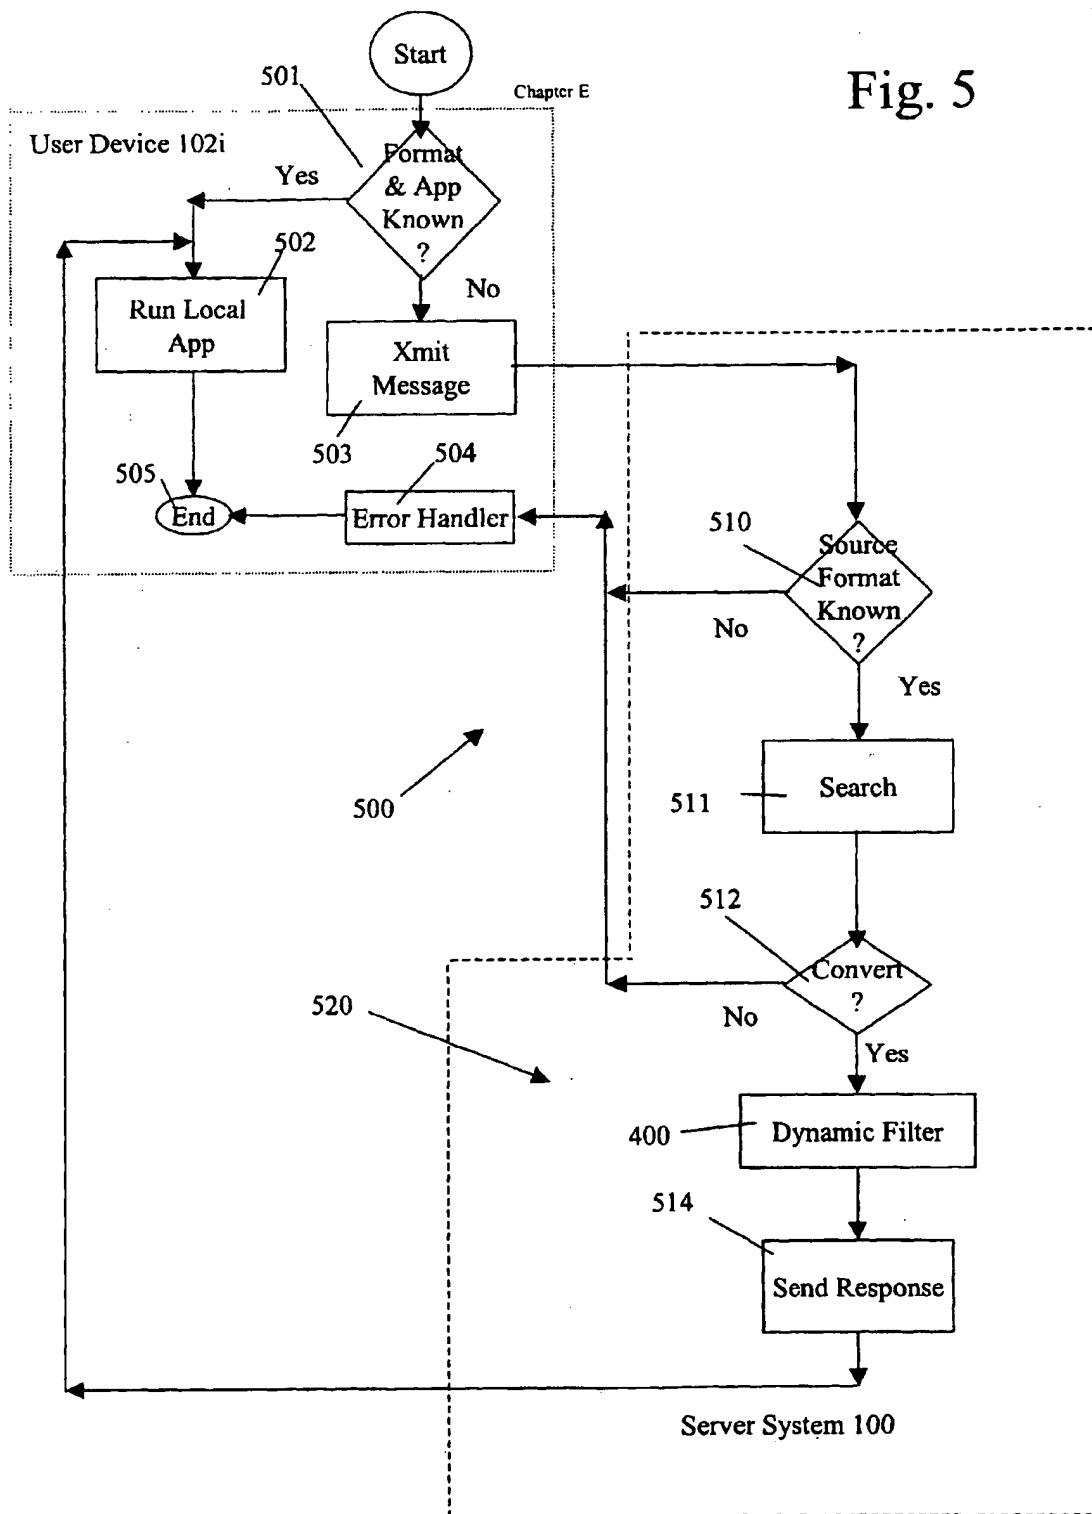 Start
Fig. 5
501
Chapter E
User Device 102i
Format
& App
Known
?
Yes
502
No
Run Local
App
Xmit
Message
503
504
505
End
Error Handler
510
Source
Format
Known
?
No
Yes
500
511
Search
512
Convert
?
520
No
Yes
400
Dynamic Filter
514
Send Response
Server System 100